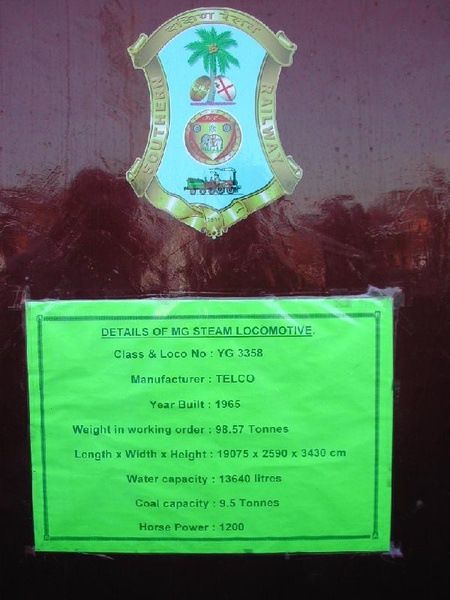 दक्षिण रेलवे
SOUTHERN RAILWAY
DETAILS OF MG STEAM LOCOMOTIVE.
Class & Loco No : YG 3358
Manufacturer : TELCO
Year Built : 1965
Weight in working order : 98.57 Tonnes
Length x Width x Height : 19075 x 2590 x 3430 cm
Water capacity : 13640 litres
Coal capacity : 9.5 Tonnes
Horse Power : 1200